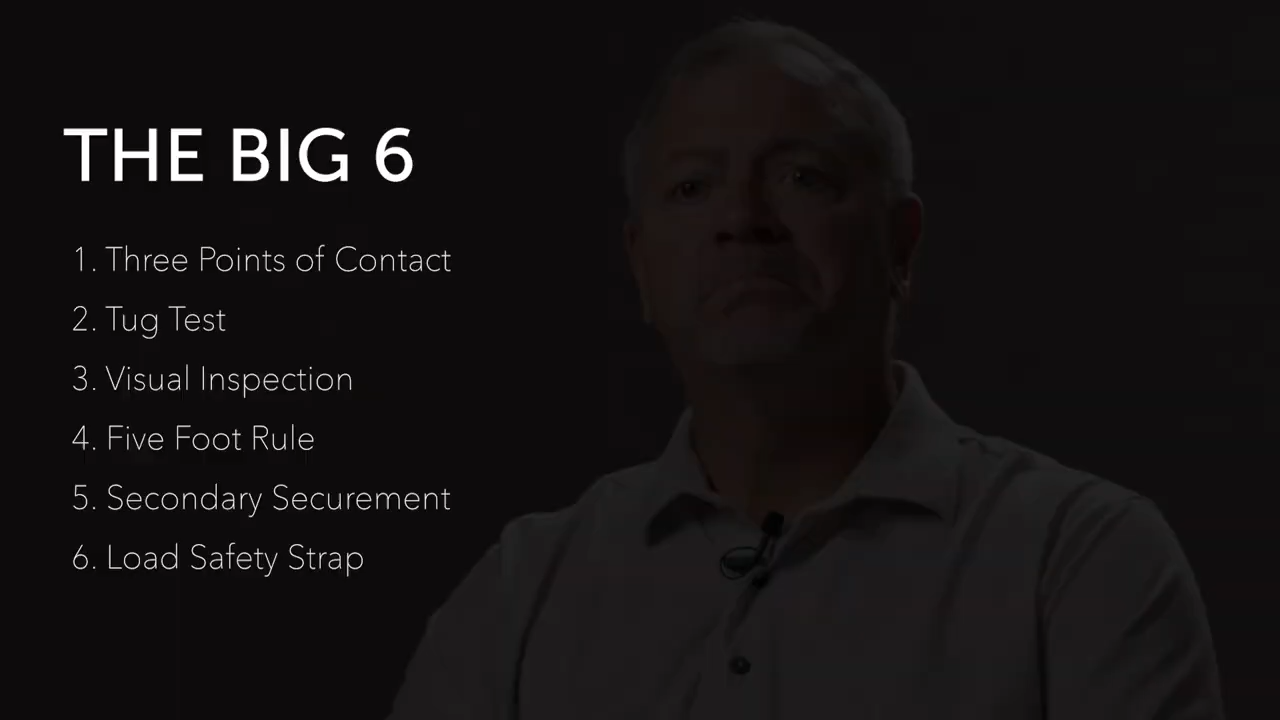 THE BIG 6
1. Three Points of Contact
2. Tug Test
3. Visual Inspection
4. Five Foot Rule
5. Secondary Securement
6. Load Safety Strap